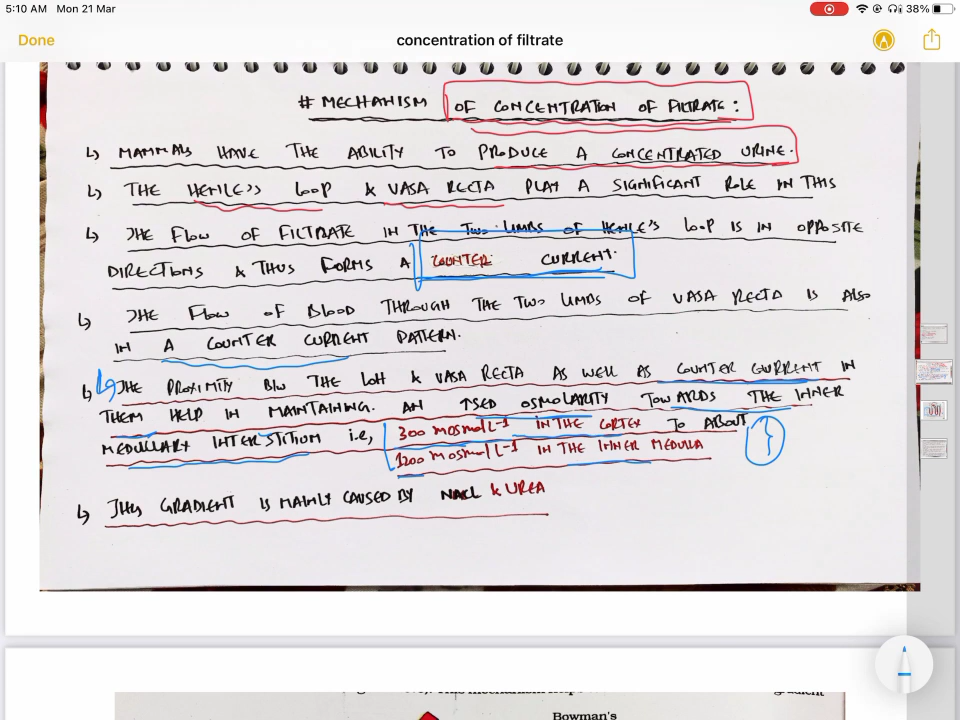 5:10 AM Mon 21 Mar
38%
Done
concentration of filtrate
# MECHANISM OF CONCENTRATION OF FILTRATE:
↳ MAMMALS HAVE THE ABILITY TO PRODUCE A CONCENTRATED URINE.
↳ THE HENLE'S LOOP & VASA RECTA PLAY A SIGNIFICANT ROLE IN THIS
↳ THE FLOW OF FILTRATE IN THE TWO LIMBS OF HENLE'S LOOP IS IN OPPOSITE
DIRECTIONS & THUS FORMS A COUNTER CURRENT.
↳ THE FLOW OF BLOOD THROUGH THE TWO LIMBS OF VASA RECTA IS ALSO
IN A COUNTER CURRENT PATTERN.
↳ THE PROXIMITY B/W THE LOH & VASA RECTA AS WELL AS COUNTER CURRENT IN
THEM HELP IN MAINTAINING. AN ↑SED OSMOLARITY TOWARDS THE INNER
MEDULLARY INTERSTITIUM i.e, 300 mosmol L-1 IN THE CORTEX TO ABOUT
1200 mosmol L-1 IN THE INNER MEDULLA
↳ THIS GRADIENT IS MAINLY CAUSED BY NACL & UREA
gradient
Bowman's